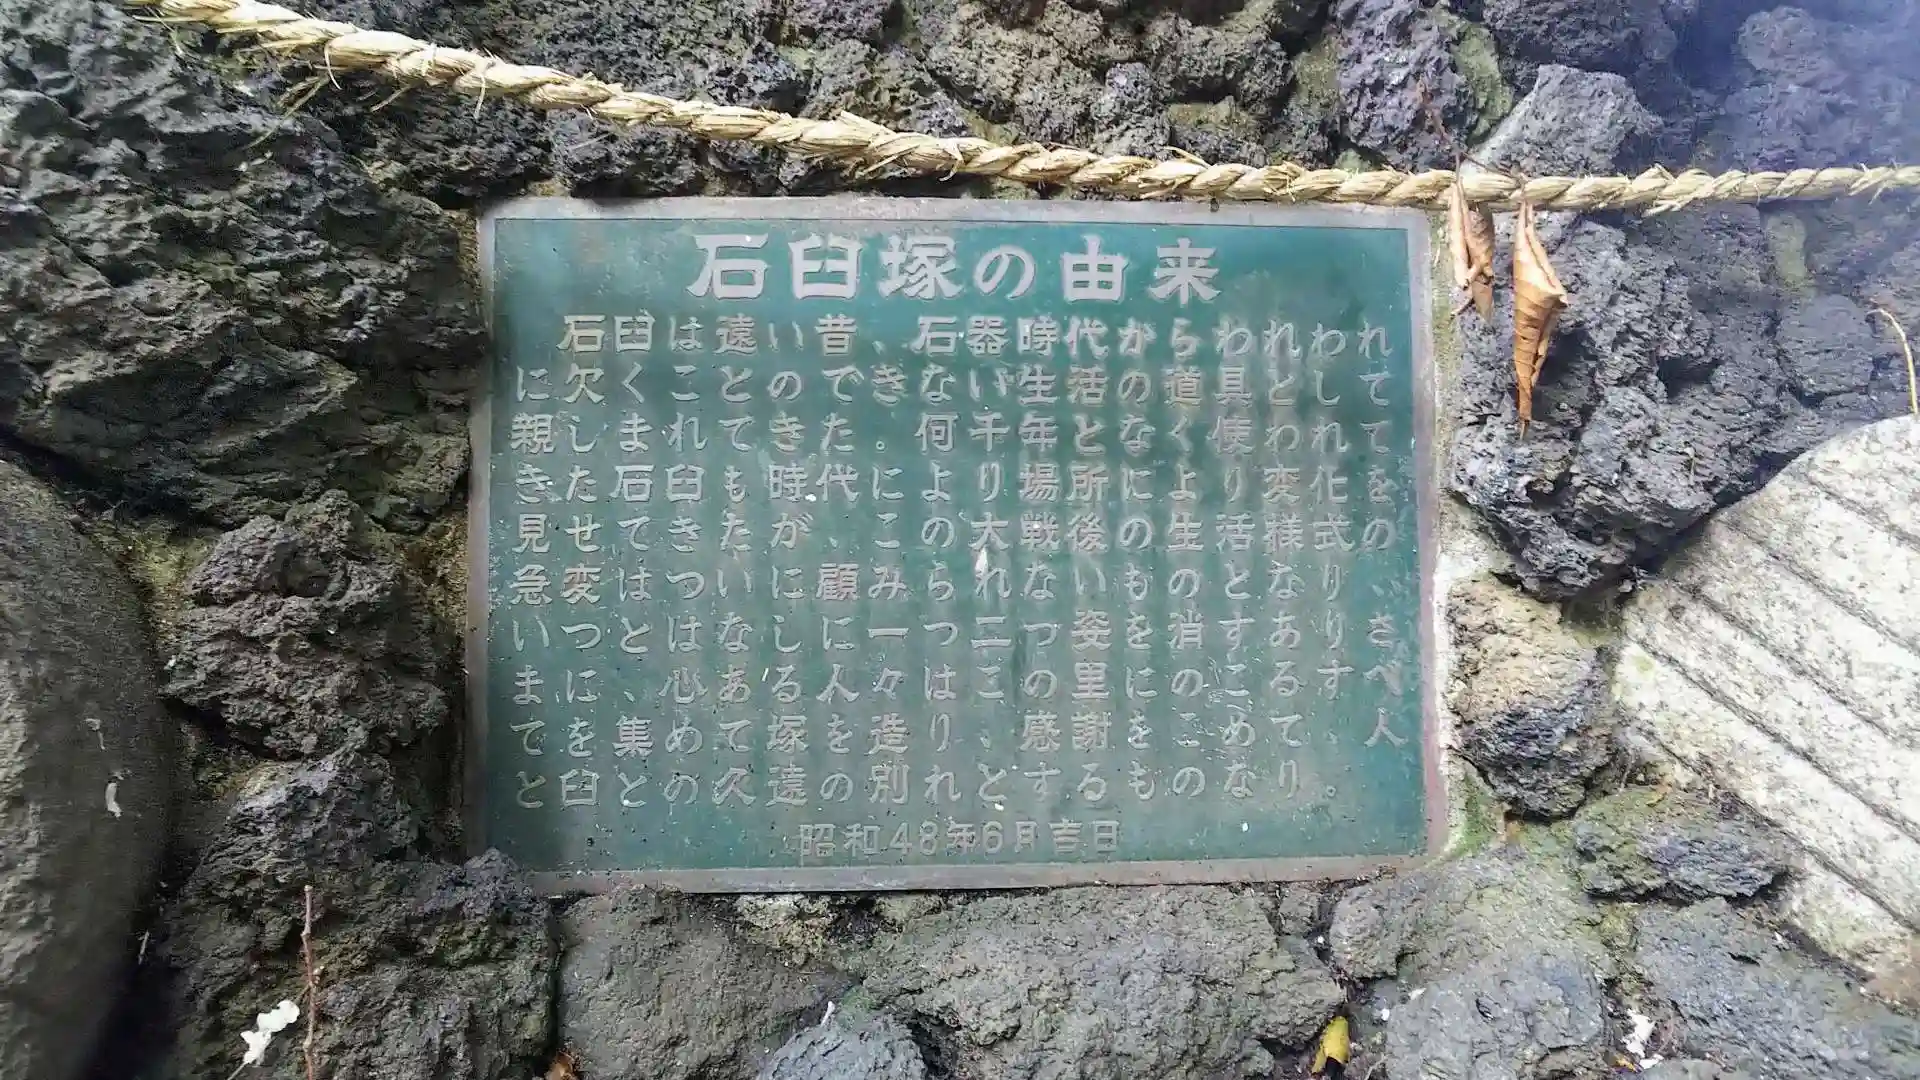 石臼塚の由来
石臼は遠い昔、石器時代からわれわれ
に欠くことのできない生活の道具として
親しまれてきた。何千年となく使われて
きた石臼も時代により場所により変化を
見せてきたが、この大戦後の生活様式の
急変はついに顧みられないものとなり、
いつとはなしに一つ二つ姿を消すありさ
まに、心ある人々はこの里にのこるすべ
てを集めて塚を造り、感謝をこめて、人
と臼との久遠の別れとするものなり。
昭和48年6月吉日